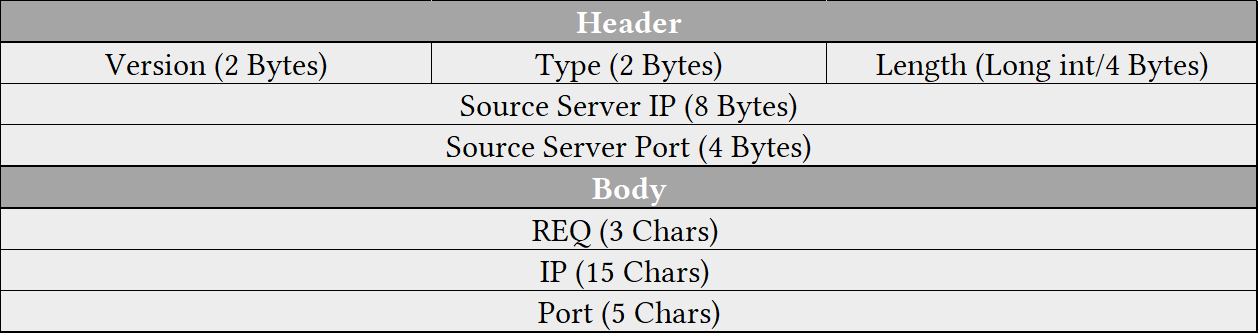 Header
Version (2 Bytes) Type (2 Bytes) Length (Long int/4 Bytes)
Source Server IP (8 Bytes)
Source Server Port (4 Bytes)
Body
REQ (3 Chars)
IP (15 Chars)
Port (5 Chars)